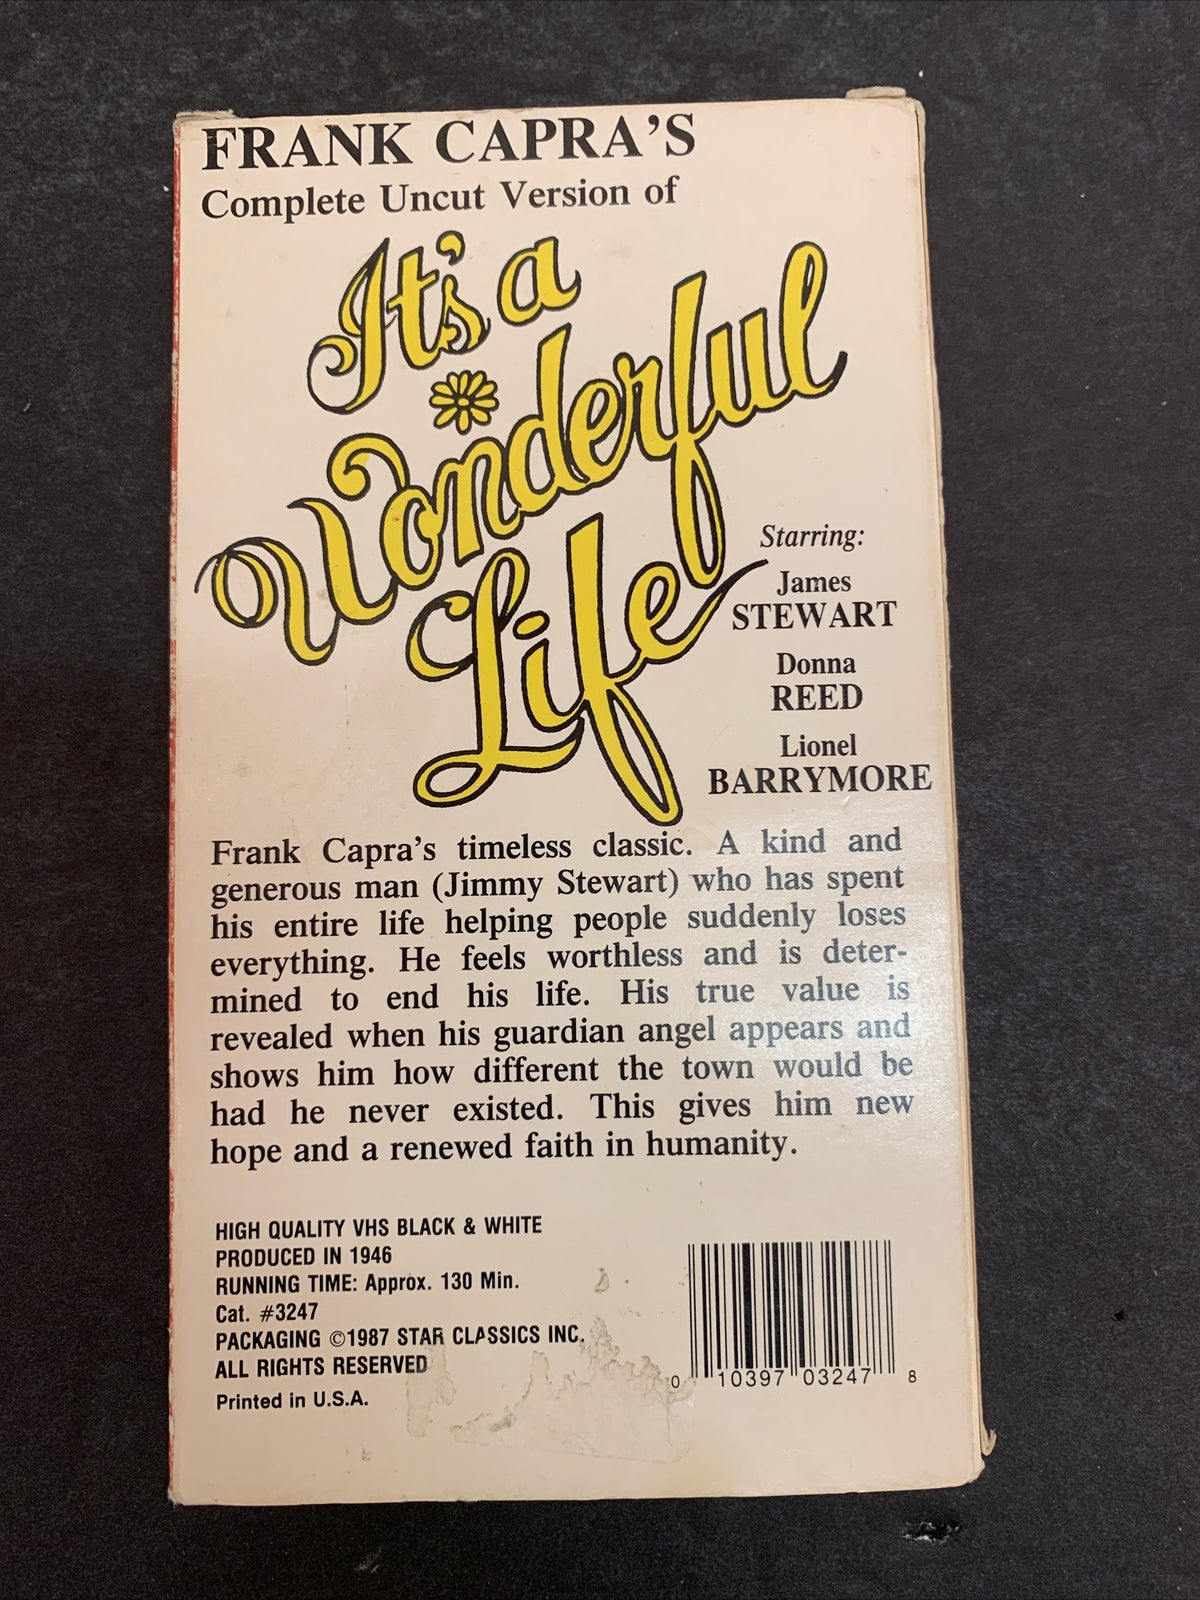 FRANK CAPRA'S
Complete Uncut Version of
It's a
Wonderful
Life
Starring:
James
STEWART
Donna
REED
Lionel
BARRYMORE
Frank Capra's timeless classic. A kind and
generous man (Jimmy Stewart) who has spent
his entire life helping people suddenly loses
everything. He feels worthless and is deter-
mined to end his life. His true value is
revealed when his guardian angel appears and
shows him how different the town would be
had he never existed. This gives him new
hope and a renewed faith in humanity.
HIGH QUALITY VHS BLACK & WHITE
PRODUCED IN 1946
RUNNING TIME: Approx. 130 Min.
Cat. #3247
PACKAGING ©1987 STAR CLASSICS INC.
ALL RIGHTS RESERVED
Printed in U.S.A.
0 10397 03247 8